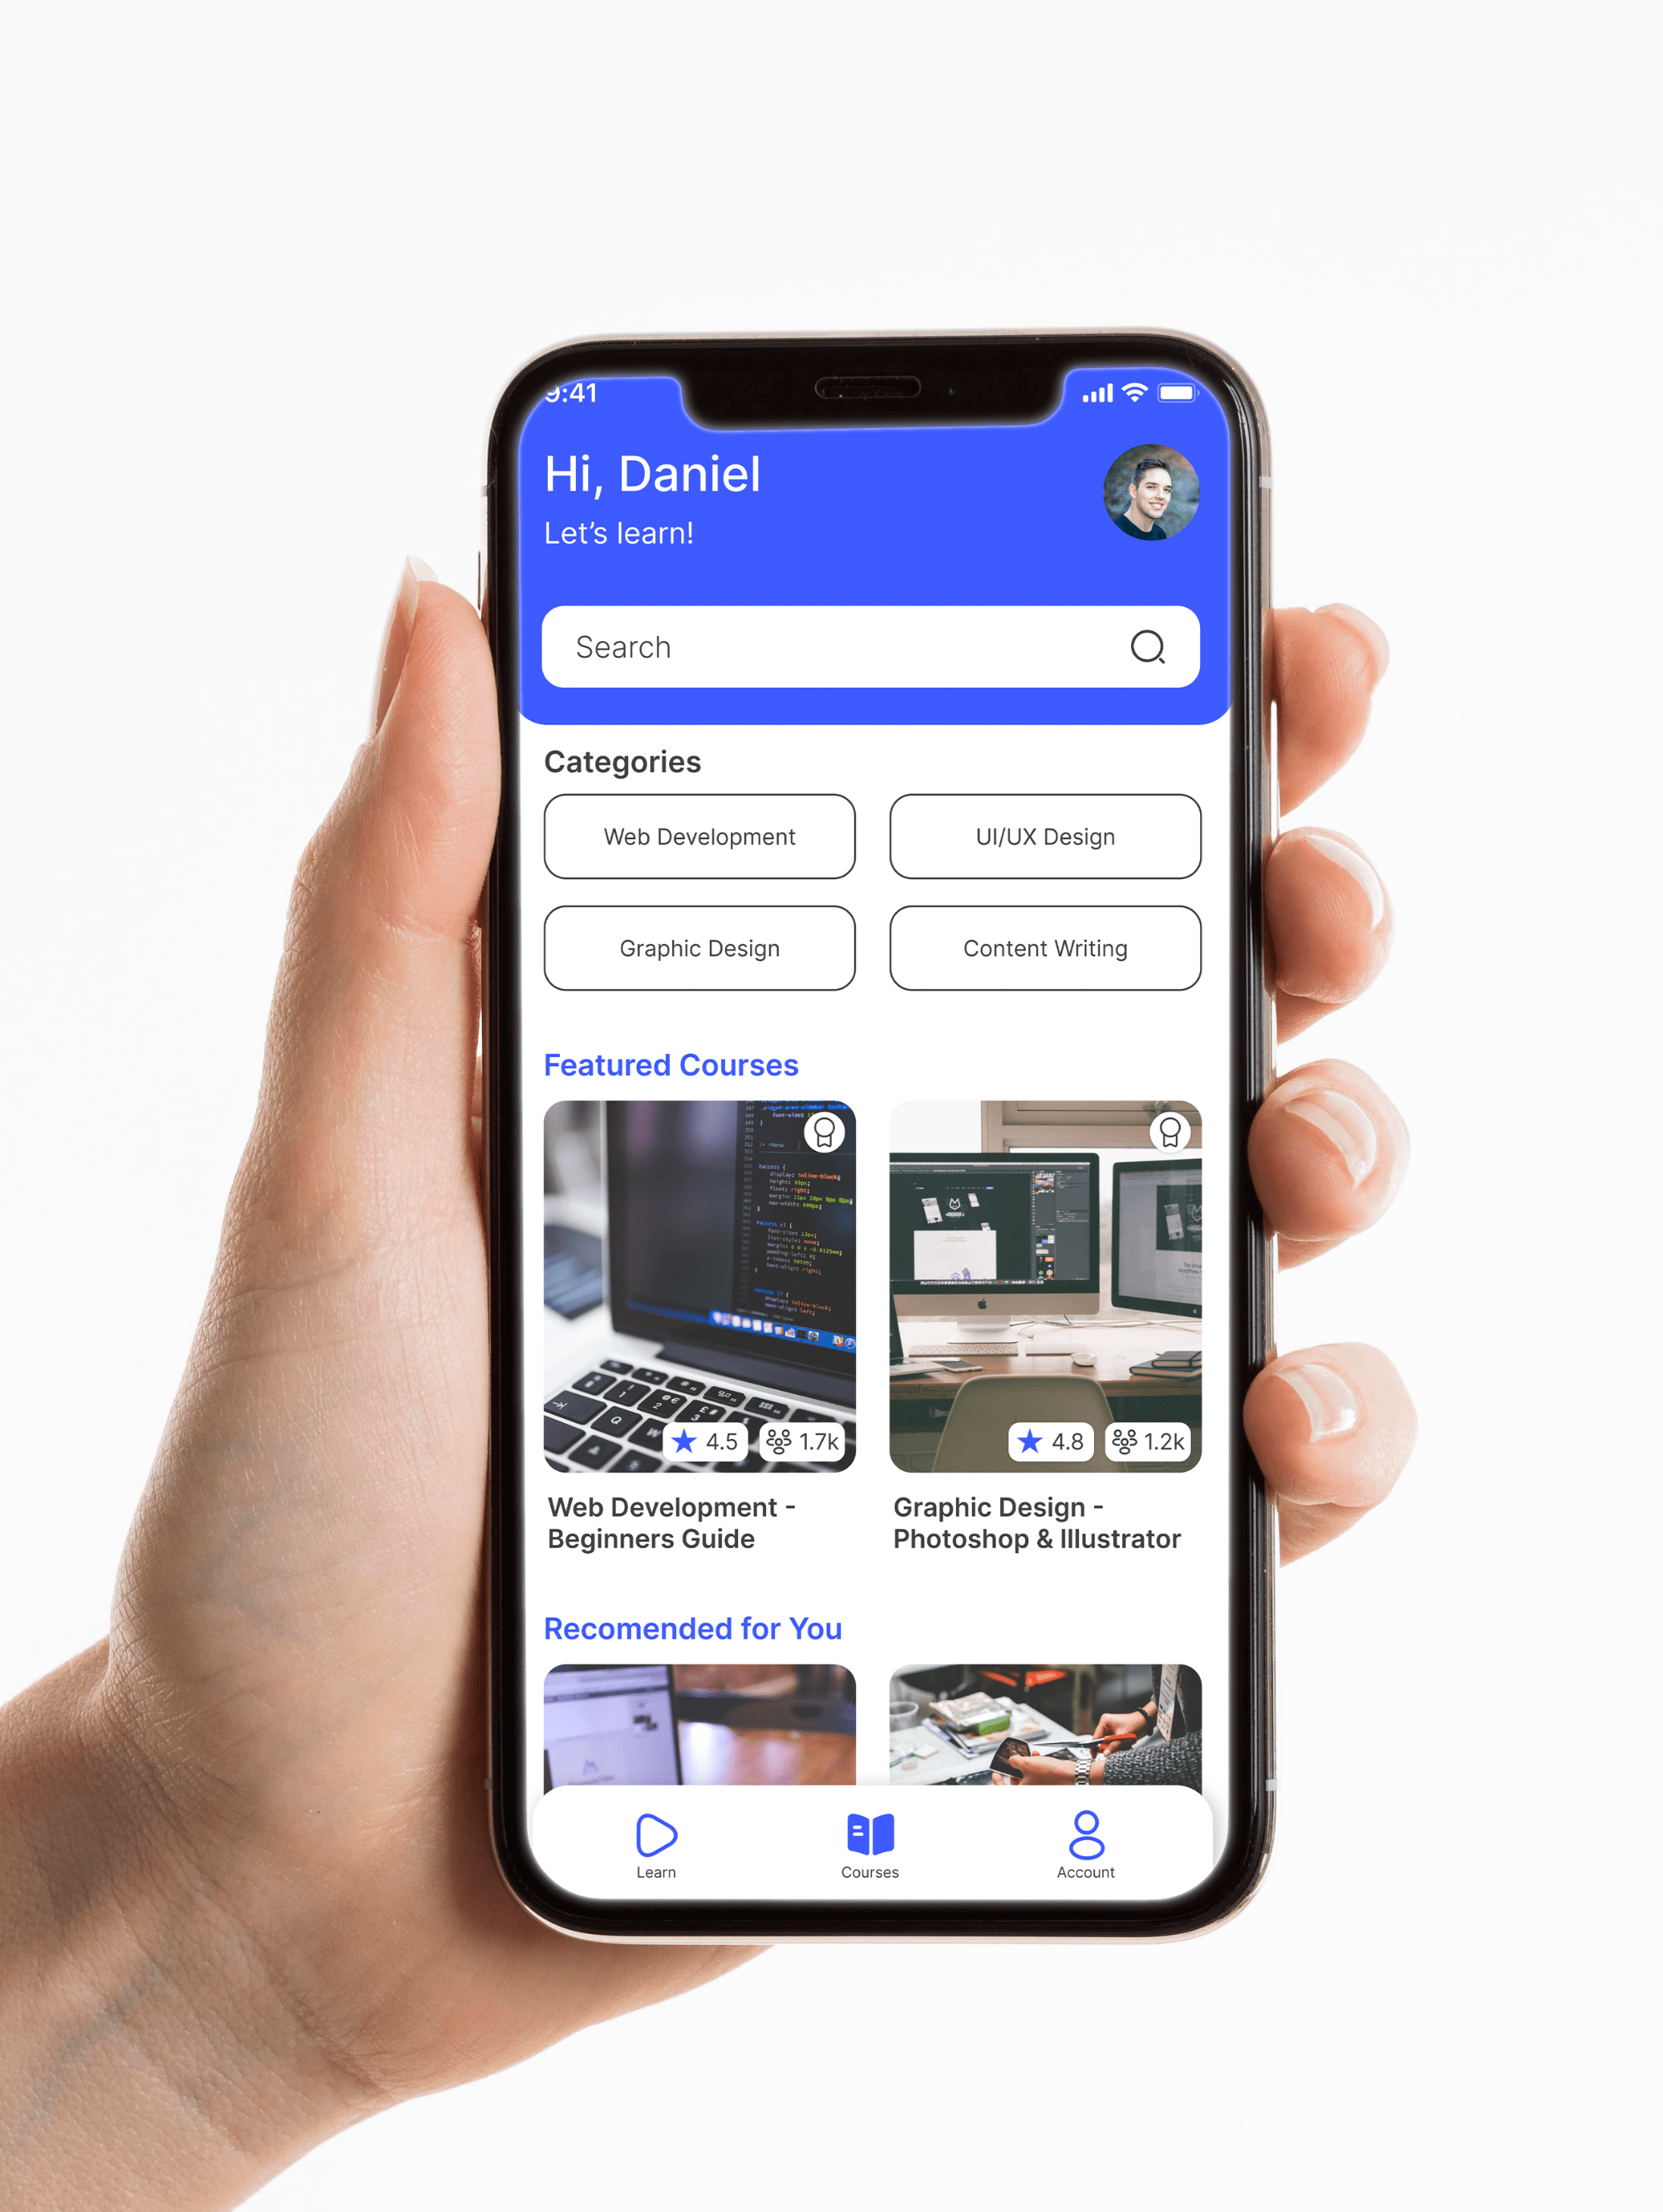 9:41
Hi, Daniel
Let's learn!
Search
Categories
Web Development
UI/UX Design
Graphic Design
Content Writing
Featured Courses
4.5
1.7k
4.8
1.2k
Web Development -
Beginners Guide
Graphic Design -
Photoshop & Illustrator
Recomended for You
Learn
Courses
Account